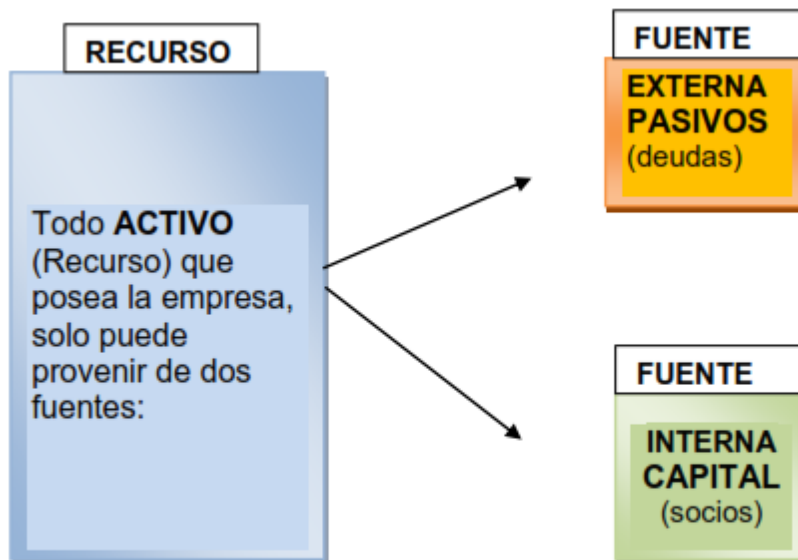 RECURSO
Todo ACTIVO
(Recurso) que
posea la empresa,
solo puede
provenir de dos
fuentes:
FUENTE
EXTERNA
PASIVOS
(deudas)
FUENTE
INTERNA
CAPITAL
(socios)